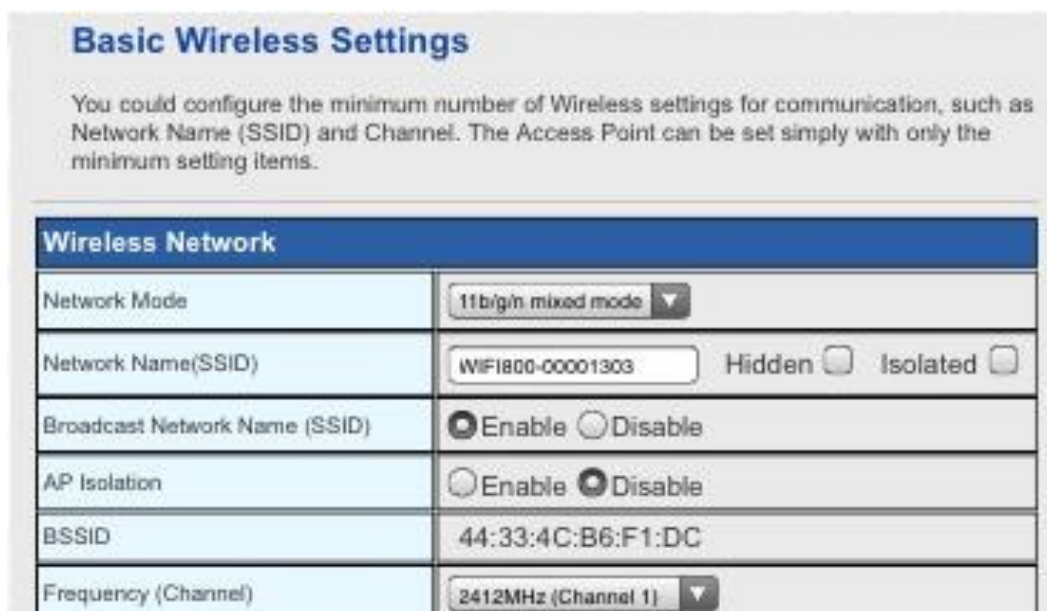 Basic Wireless Settings
You could configure the minimum number of Wireless settings for communication, such as
Network Name (SSID) and Channel. The Access Point can be set simply with only the
minimum setting items.
Wireless Network
Network Mode 11b/g/n mixed mode
Network Name(SSID) WIFI800-00001303 Hidden Isolated
Broadcast Network Name (SSID) Enable Disable
AP Isolation Enable Disable
BSSID 44:33:4C:B6:F1:DC
Frequency (Channel) 2412MHz (Channel 1)